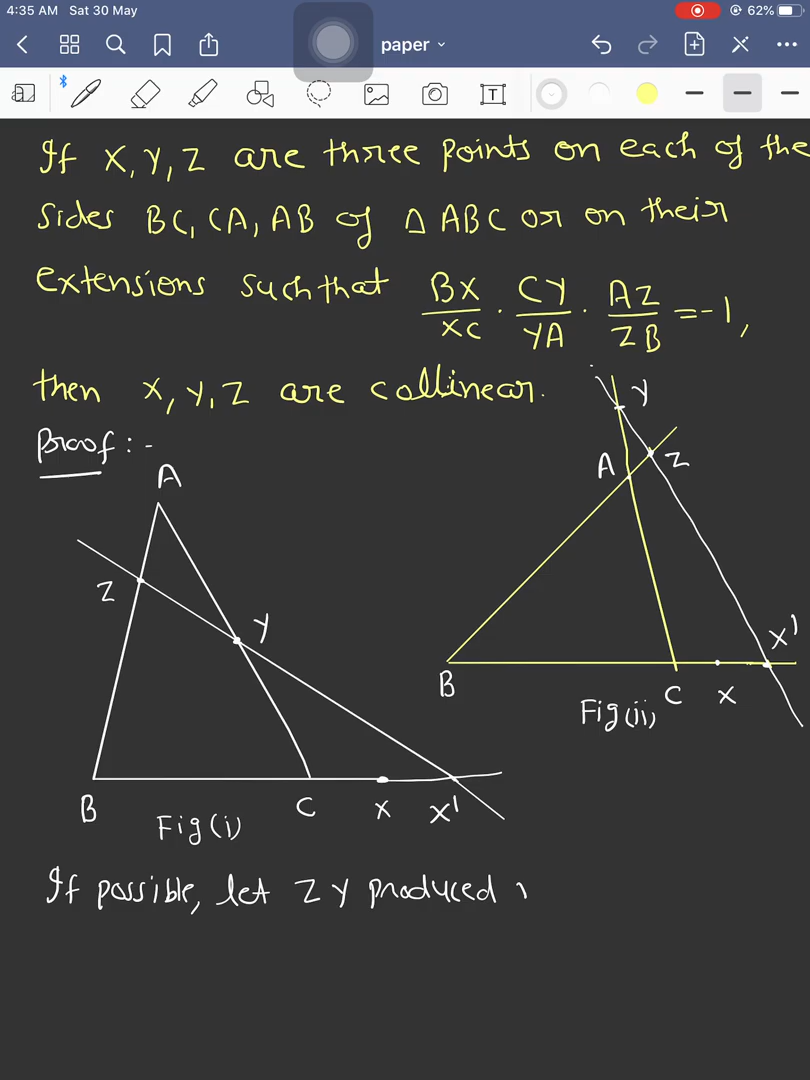 4:35 AM Sat 30 May
62%
paper
T
If X, Y, Z are three points on each of the
sides BC, CA, AB of △ ABC or on their
extensions such that BX/XC · CY/YA · AZ/ZB = -1,
then X, Y, Z are collinear.
Proof : -
A
Z
Y
B
C
X
X'
Fig(i)
Y
A
Z
X'
B
C
X
Fig(ii)
If possible, let ZY produced